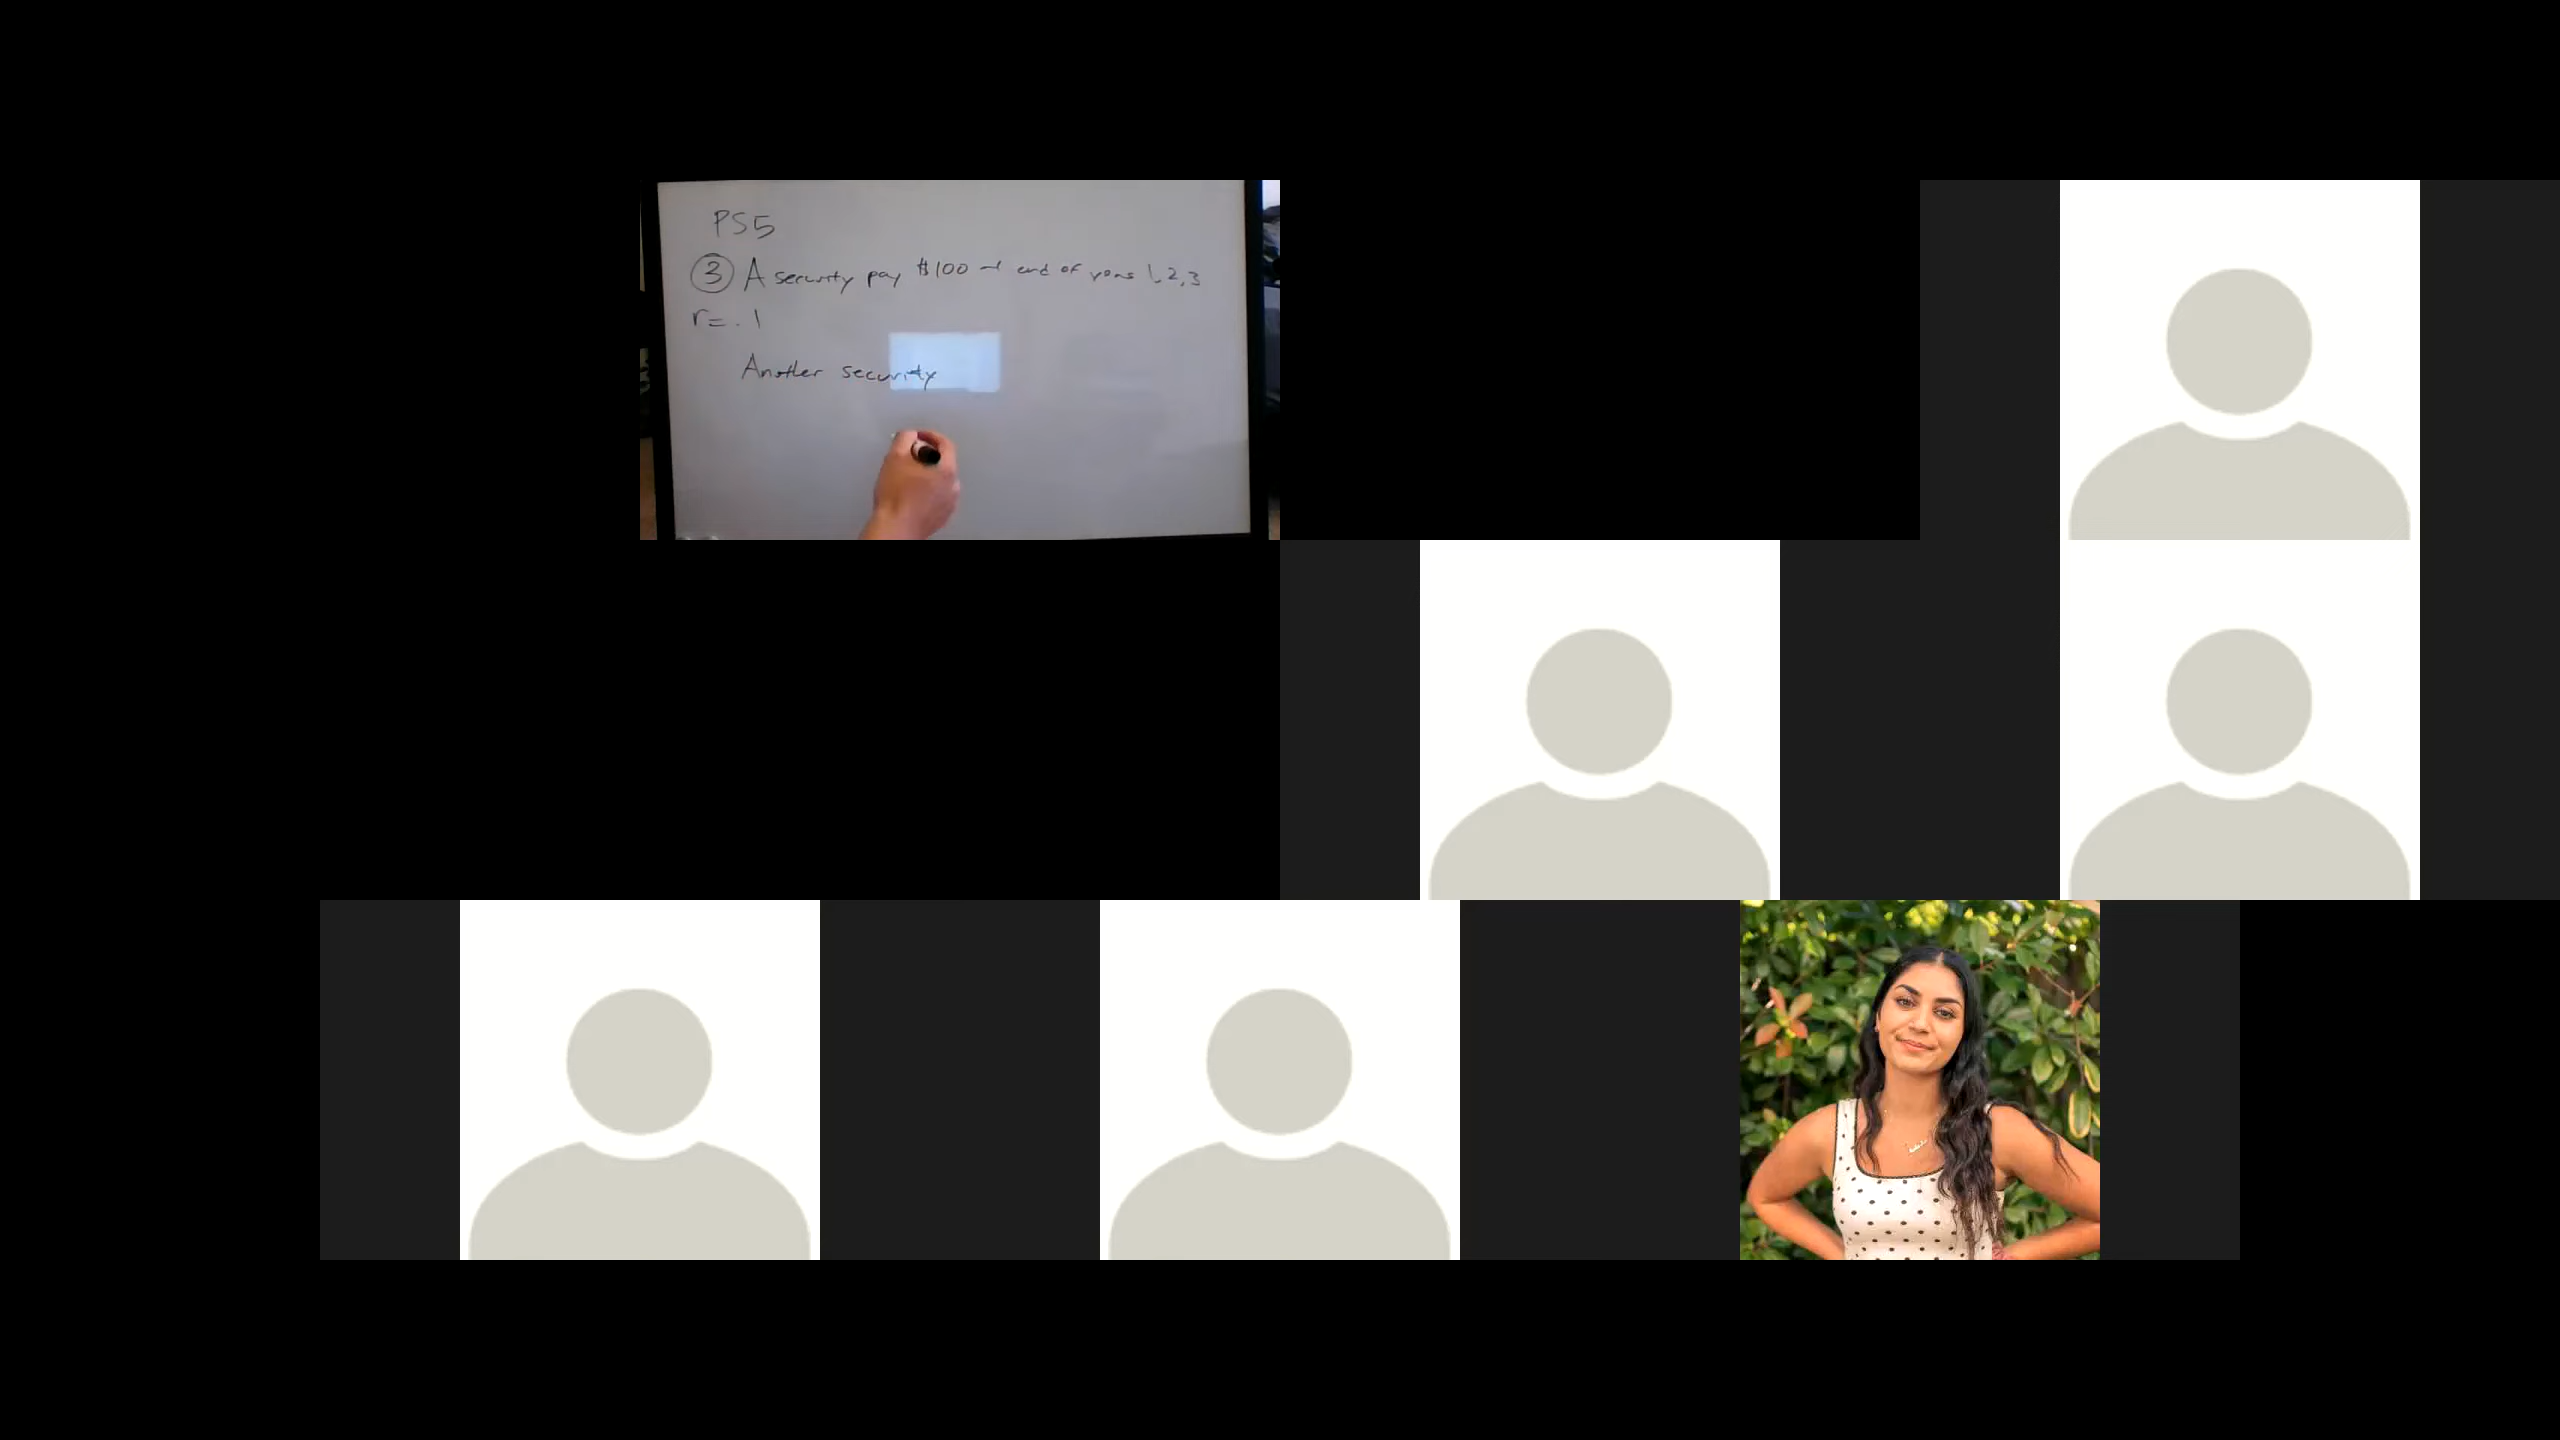 PS5
③ A security pay $100 at end of years 1, 2, 3
r = .1
Another security